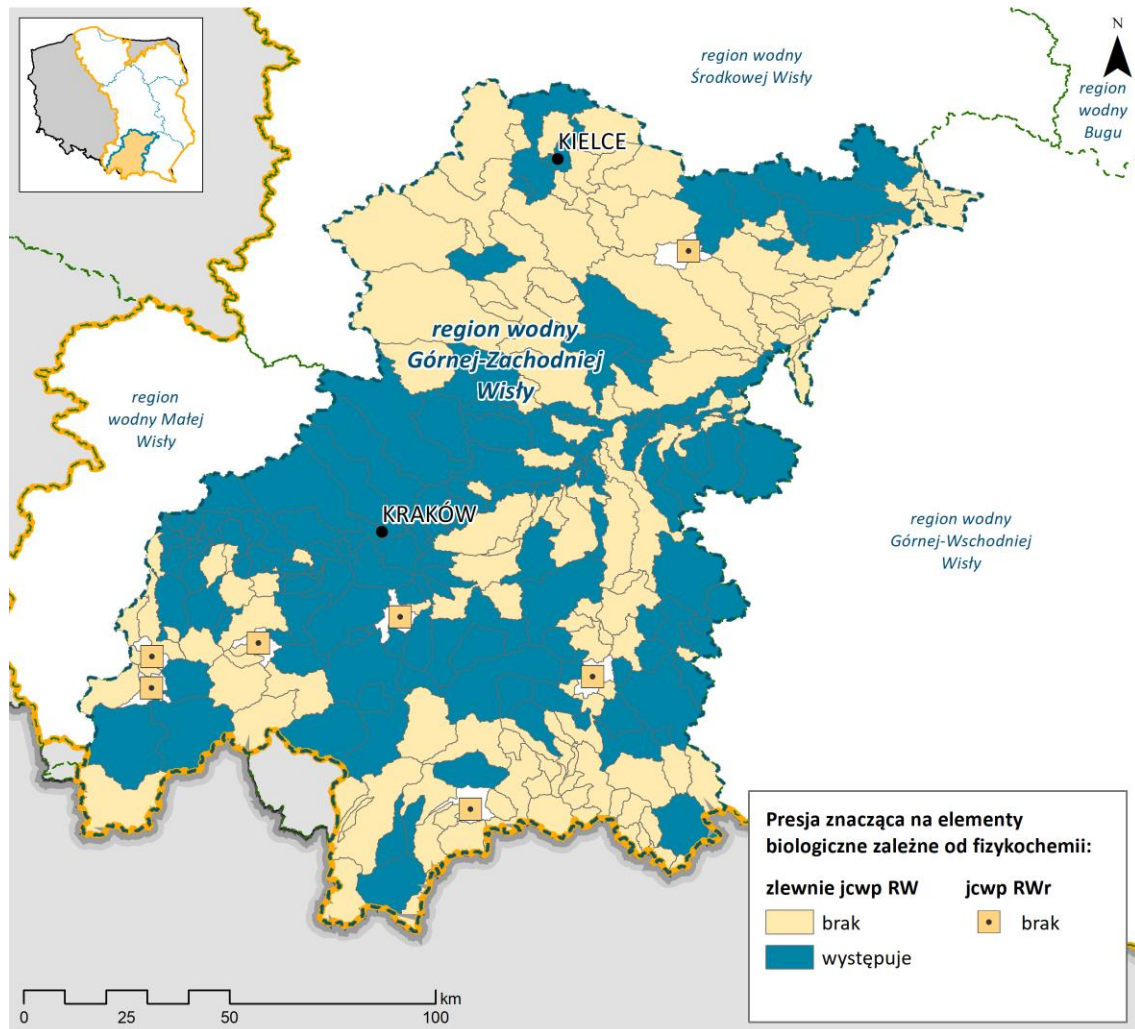 region wodny
Środkowej Wisły
N
region
wodny
Bugu
KIELCE
region wodny
Górnej-Zachodniej
Wisły
region
wodny Małej
Wisły
KRAKÓW
region wodny
Górnej-Wschodniej
Wisły
Presja znacząca na elementy
biologiczne zależne od fizykochemii:
zlewnie jcwp RW
jcwp RWr
brak
brak
występuje
km
0
25
50
100